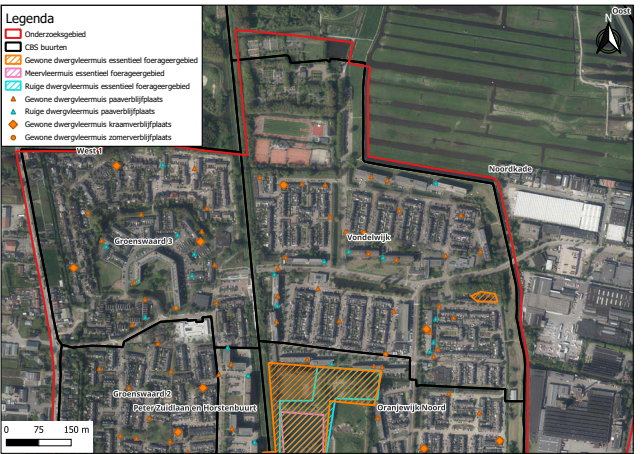 Legenda
Onderzoeksgebied
CBS buurten
Gewone dwergvleermuis essentieel foerageergebied
Meervleermuis essentieel foerageergebied
Ruige dwergvleermuis essentieel foerageergebied
Gewone dwergvleermuis paaverblijfplaats
Ruige dwergvleermuis paaverblijfplaats
Gewone dwergvleermuis kraamverblijfplaats
Gewone dwergvleermuis zomerverblijfplaats
Oost
N
West 1
Noordkade
Groenswaard 3
Vondelwijk
Groenswaard 2
Peter Zuidlaan en Horstenbuurt
Oranjewijk Noord
0 75 150 m